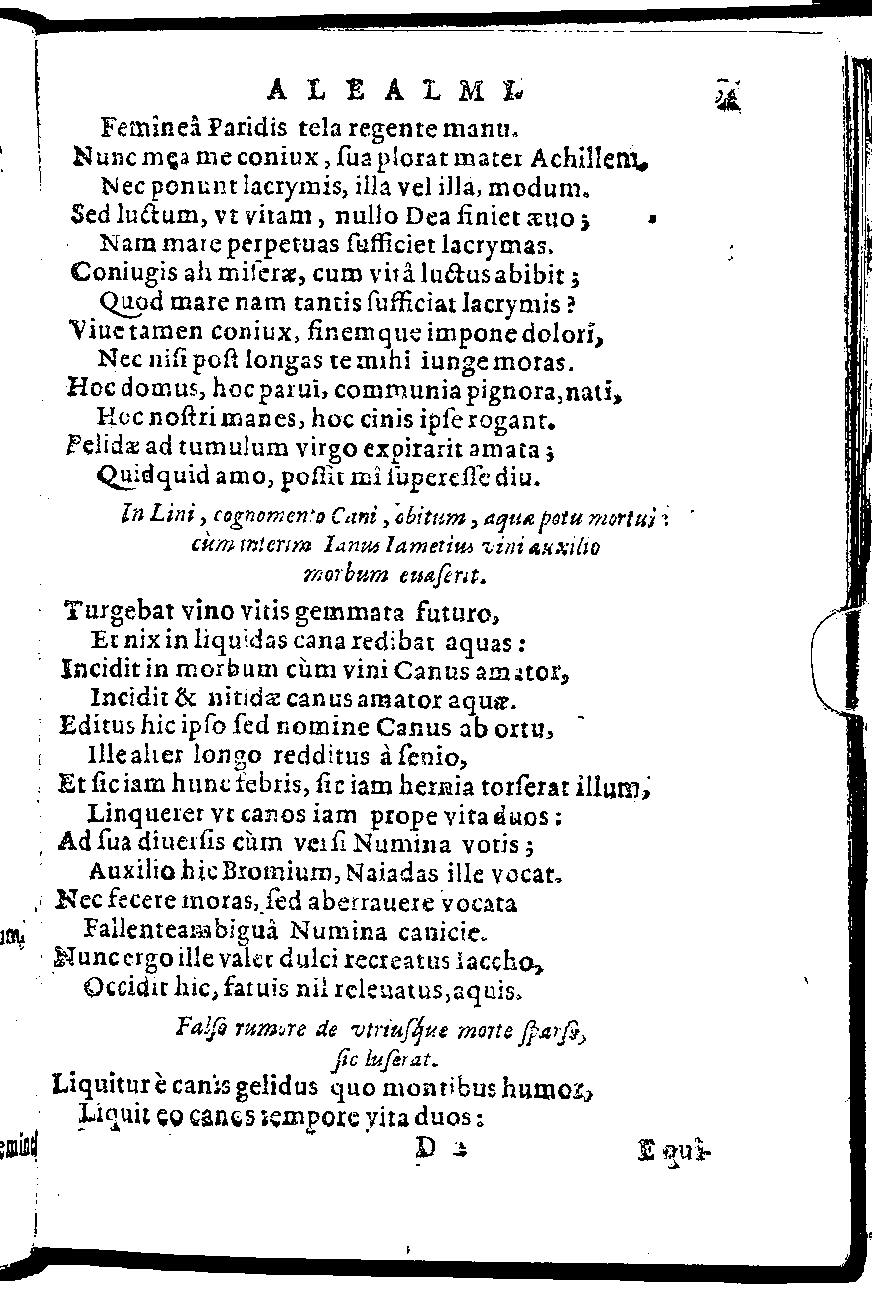 ALEALMI.
Femineâ Paridis tela regente manu.
Nunc mea me coniux, ſua plorat mater Achillem,
Nec ponunt lacrymis, illa vel illa, modum.
Sed luctum, vt vitam, nullo Dea finiet æuo;
Nam mare perpetuas ſufficiet lacrymas.
Coniugis ah miſeræ, cum vitâ luctus abibit;
Quod mare nam tantis ſufficiat lacrymis?
Viue tamen coniux, finemque impone dolori,
Nec niſi poſt longas te mihi iunge moras.
Hoc domus, hoc parui, communia pignora, nati,
Hoc noſtri manes, hoc cinis ipſe rogant.
Pelidæ ad tumulum virgo expirarit amata;
Quidquid amo, poſſit mî ſupereſſe diu.
In Lini, cognomento Cani, obitum, aquæ potu mortui:
cùm interim Ianus Iametius vini auxilio
morbum euaſerit.
Turgebat vino vitis gemmata futuro,
Et nix in liquidas cana redibat aquas:
Incidit in morbum cùm vini Canus amator,
Incidit & nitidæ canus amator aquæ.
Editus hic ipſo ſed nomine Canus ab ortu,
Ille alter longo redditus à ſenio,
Et ſic iam hunc febris, ſic iam hernia torſerat illum,
Linqueret vt canos iam prope vita duos:
Ad ſua diuerſis cùm verſi Numina votis;
Auxilio hic Bromium, Naiadas ille vocat.
Nec fecere moras, ſed aberrauere vocata
Fallente ambiguâ Numina canicie.
Nunc ergo ille valet dulci recreatus Iaccho,
Occidit hic, fatuis nil releuatus, aquis.
Falſo rumore de vtriuſque morte ſparſo,
ſic luſerat.
Liquitur è canis gelidus quo montibus humor,
Liquit eo canos tempore vita duos:
D 2
E qui-